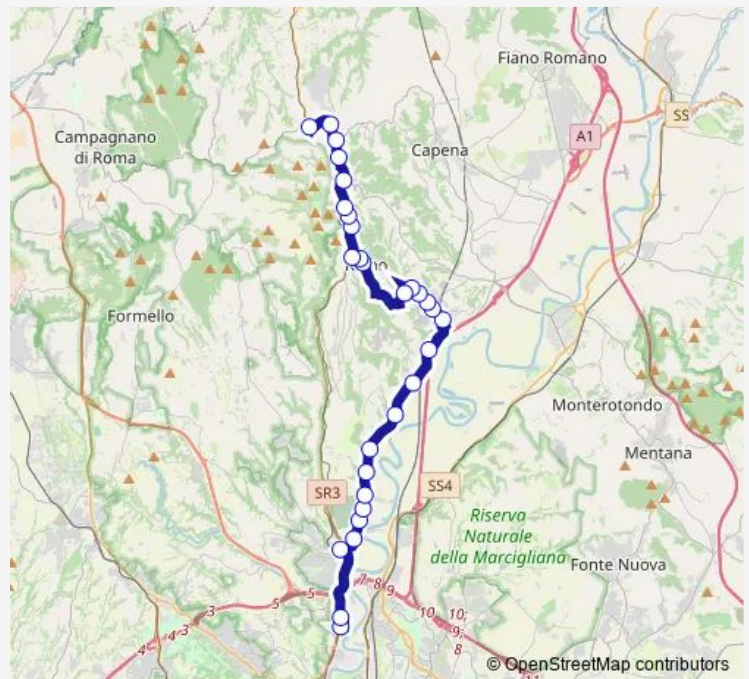 Fiano Romano
SS
A1
Campagnano
di Roma
Capena
Formello
Monterotondo
Mentana
SR3
SS4
Riserva
Naturale
della Marcigliana
Fonte Nuova
7
8
9
5
5
3
3
4
4
10
10;
9;
8
© OpenStreetMap contributors